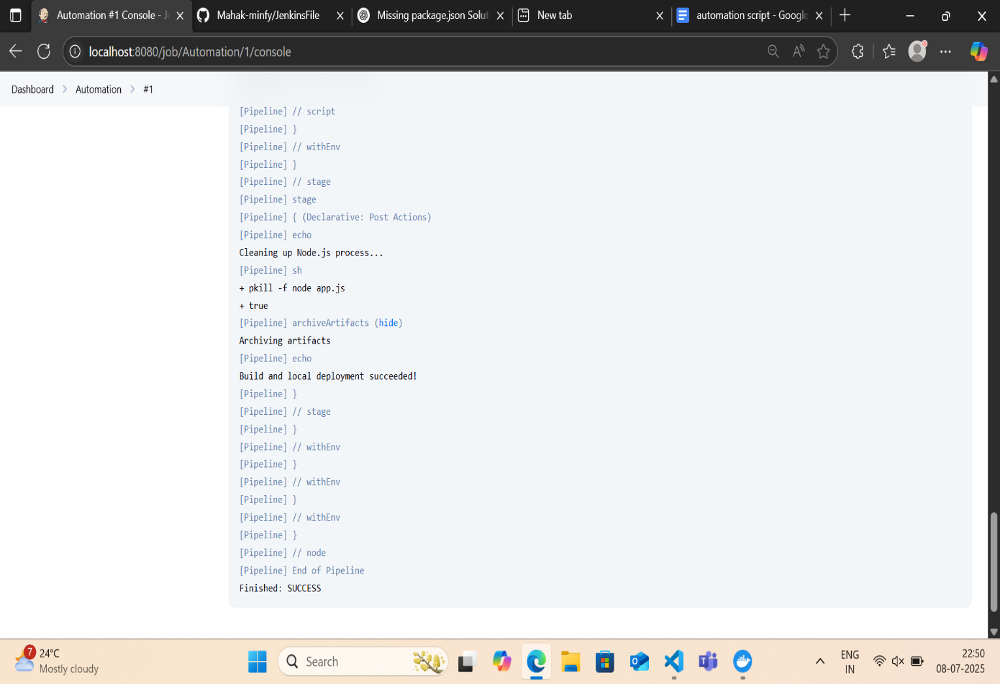 Automation #1 Console - Je
Mahak-minfy/JenkinsFile
Missing package.json Solut
New tab
automation script - Google
localhost:8080/job/Automation/1/console
Dashboard > Automation > #1
[Pipeline] // script
[Pipeline] }
[Pipeline] // withEnv
[Pipeline] }
[Pipeline] // stage
[Pipeline] stage
[Pipeline] { (Declarative: Post Actions)
[Pipeline] echo
Cleaning up Node.js process...
[Pipeline] sh
+ pkill -f node app.js
+ true
[Pipeline] archiveArtifacts (hide)
Archiving artifacts
[Pipeline] echo
Build and local deployment succeeded!
[Pipeline] }
[Pipeline] // stage
[Pipeline] }
[Pipeline] // withEnv
[Pipeline] }
[Pipeline] // withEnv
[Pipeline] }
[Pipeline] // withEnv
[Pipeline] }
[Pipeline] // node
[Pipeline] End of Pipeline
Finished: SUCCESS
7
24°C
Mostly cloudy
Search
ENG
IN
22:50
08-07-2025